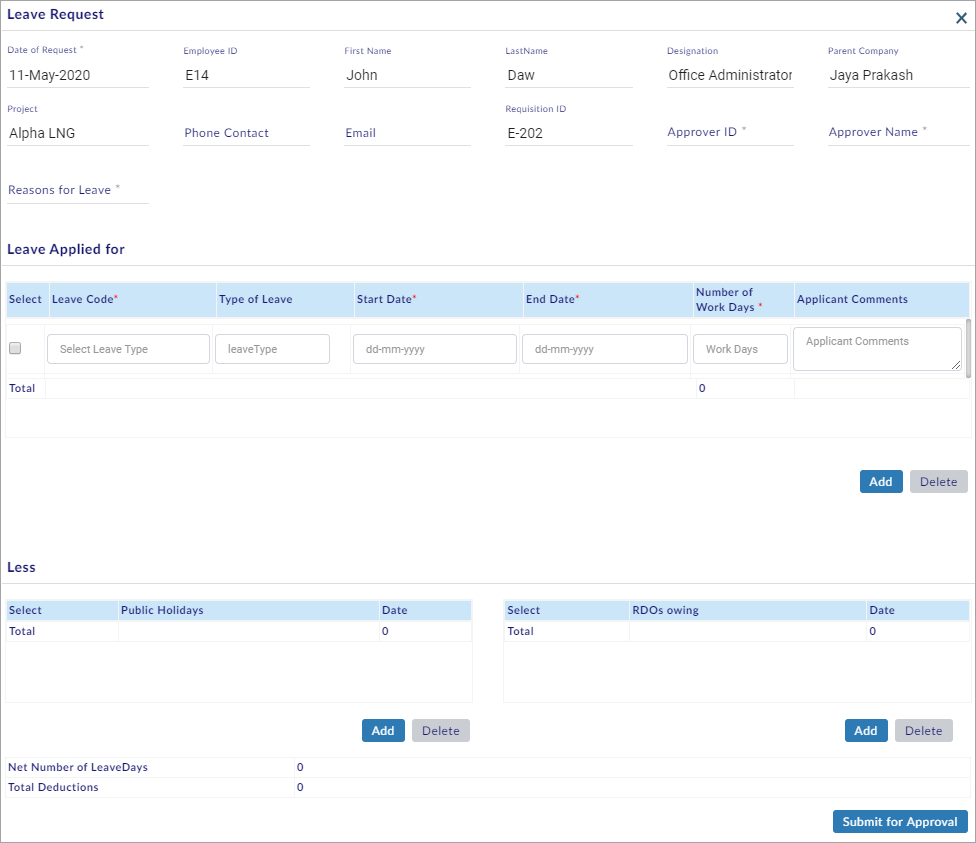 Leave Request
Date of Request * Employee ID First Name LastName Designation Parent Company
11-May-2020 E14 John Daw Office Administrator Jaya Prakash
Project Requisition ID
Alpha LNG Phone Contact Email E-202 Approver ID * Approver Name *
Reasons for Leave *
Leave Applied for
Select Leave Code* Type of Leave Start Date* End Date* Number of Work Days * Applicant Comments
Select Leave Type leaveType dd-mm-yyyy dd-mm-yyyy Work Days Applicant Comments
Total 0
Add Delete
Less
Select Public Holidays Date Select RDOs owing Date
Total 0 Total 0
Add Delete Add Delete
Net Number of LeaveDays 0
Total Deductions 0
Submit for Approval